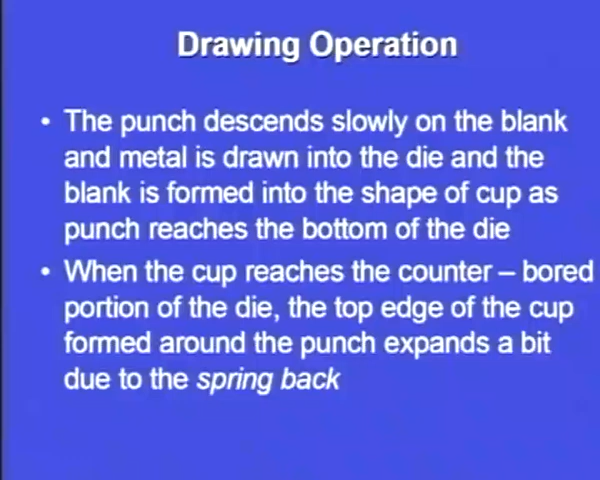 Drawing Operation
• The punch descends slowly on the blank
and metal is drawn into the die and the
blank is formed into the shape of cup as
punch reaches the bottom of the die
• When the cup reaches the counter – bored
portion of the die, the top edge of the cup
formed around the punch expands a bit
due to the spring back